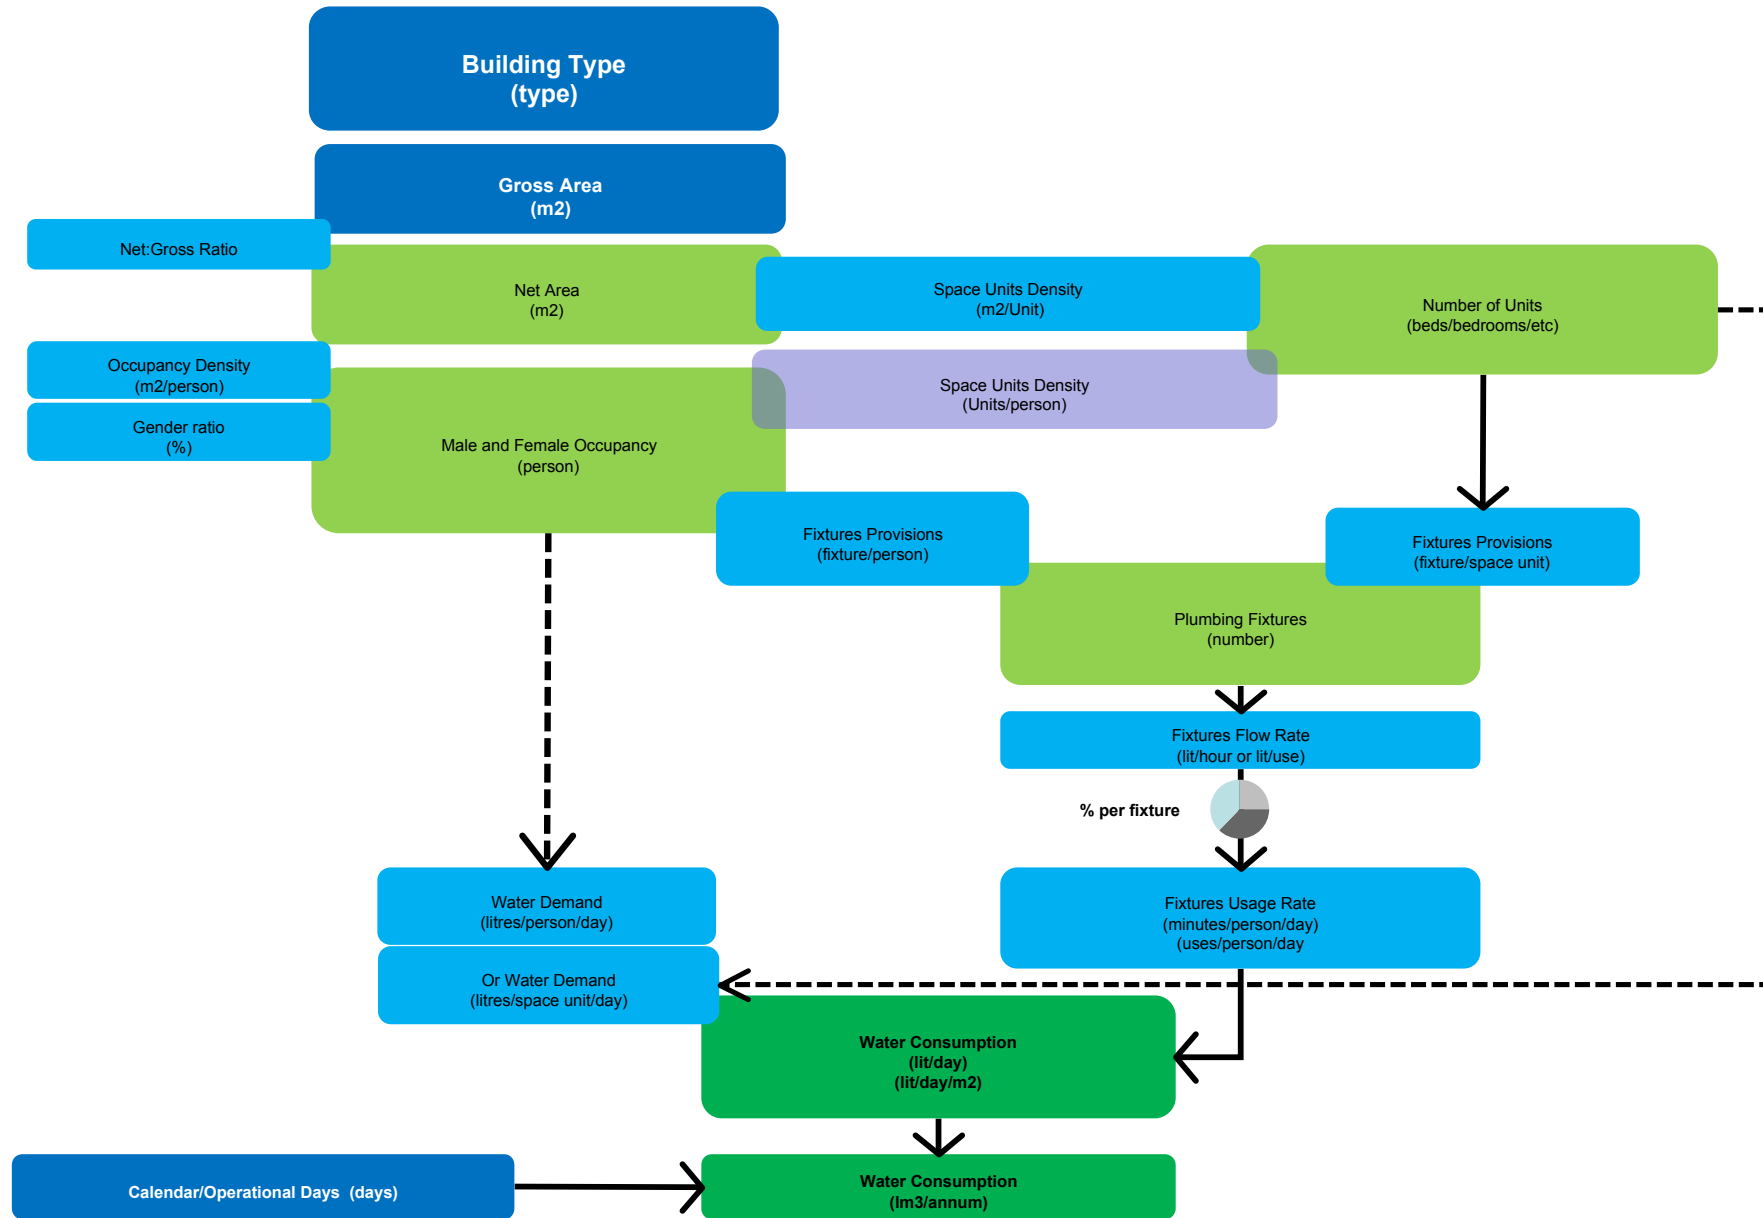 Building Type
(type)
Gross Area
(m2)
Net:Gross Ratio
Net Area
(m2)
Space Units Density
(m2/Unit)
Number of Units
(beds/bedrooms/etc)
Occupancy Density
(m2/person)
Space Units Density
(Units/person)
Gender ratio
(%)
Male and Female Occupancy
(person)
Fixtures Provisions
(fixture/person)
Fixtures Provisions
(fixture/space unit)
Plumbing Fixtures
(number)
Fixtures Flow Rate
(lit/hour or lit/use)
% per fixture
Water Demand
(litres/person/day)
Fixtures Usage Rate
(minutes/person/day)
(uses/person/day
Or Water Demand
(litres/space unit/day)
Water Consumption
(lit/day)
(lit/day/m2)
Calendar/Operational Days (days)
Water Consumption
(lm3/annum)